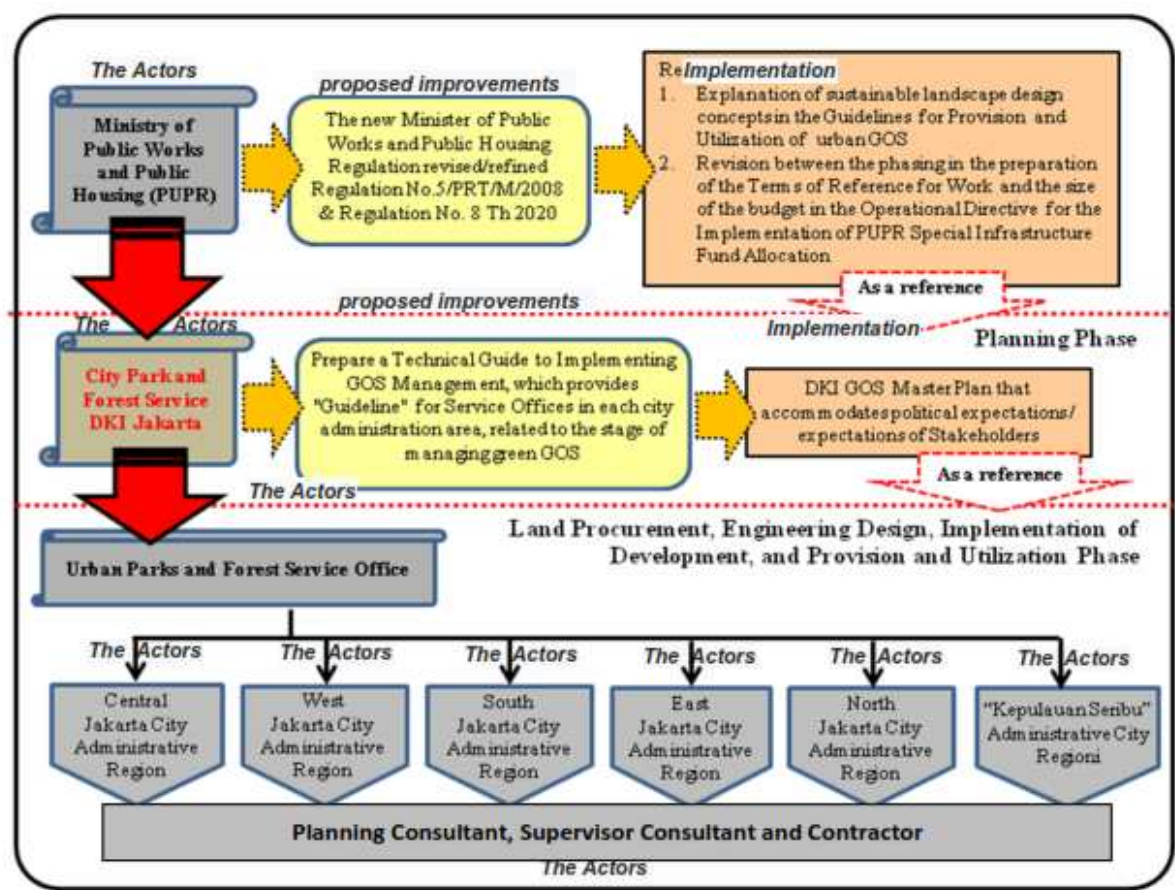 The Actors
Ministry of
Public Works
and Public
Housing (PUPR)
proposed improvements
The new Minister of Public
Works and Public Housing
Regulation revised/refined
Regulation No.5/PRT/M/2008
& Regulation No. 8 Th 2020
Implementation
1. Explanation of sustainable landscape design
concepts in the Guidelines for Provision and
Utilization of urban GOS
2. Revision between the phasing in the preparation
of the Terms of Reference for Work and the size
of the budget in the Operational Directive for the
Implementation of PUPR Special Infrastructure
Fund Allocation
As a reference
The Actors
City Park and
Forest Service
DKI Jakarta
proposed improvements
Prepare a Technical Guide to Implementing
GOS Management, which provides
"Guideline" for Service Offices in each city
administration area, related to the stage of
managing green GOS
Implementation
Planning Phase
DKI GOS Master Plan that
accommodates political expectations/
expectations of Stakeholders
As a reference
The Actors
Land Procurement, Engineering Design, Implementation of
Development, and Provision and Utilization Phase
Urban Parks and Forest Service Office
The Actors
Central
Jakarta City
Administrative
Region
The Actors
West
Jakarta City
Administrative
Region
The Actors
South
Jakarta City
Administrative
Region
The Actors
East
Jakarta City
Administrative
Region
The Actors
North
Jakarta City
Administrative
Region
The Actors
"Kepulauan Seribu"
Administrative City
Regioni
Planning Consultant, Supervisor Consultant and Contractor
The Actors